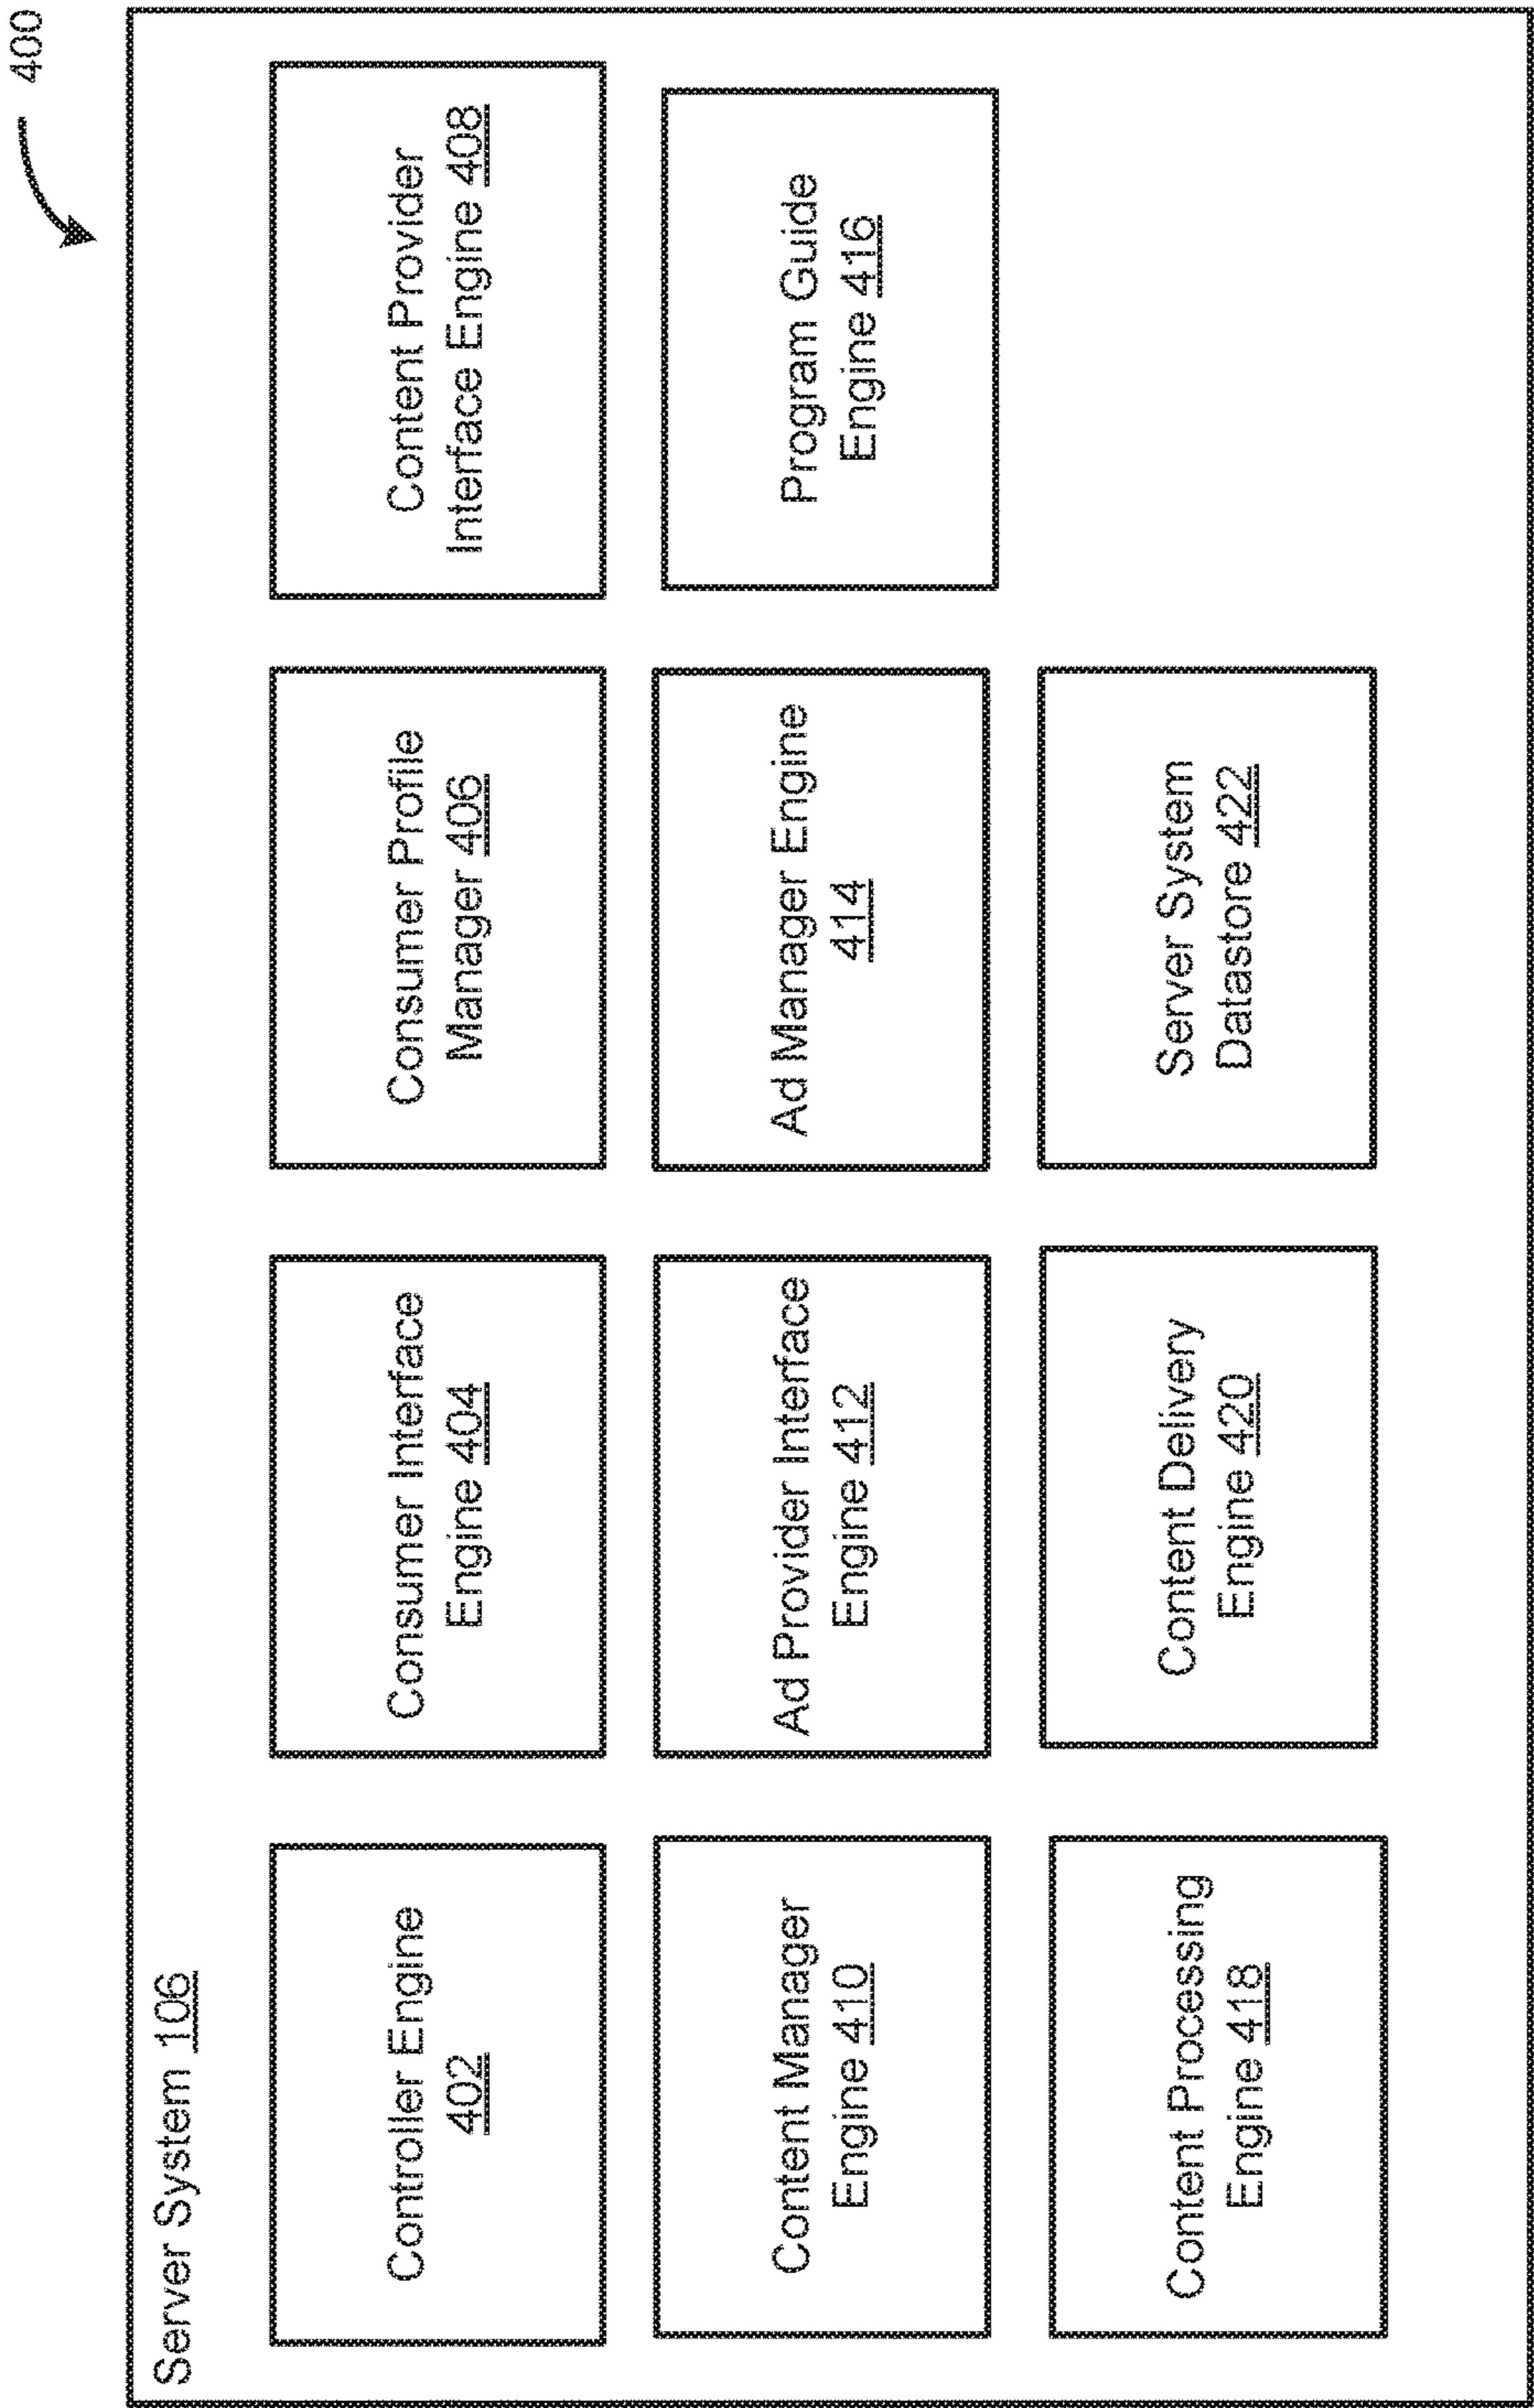 400
Server System 106
Controller Engine
402
Consumer Interface
Engine 404
Consumer Profile
Manager 406
Content Provider
Interface Engine 408
Content Manager
Engine 410
Ad Provider Interface
Engine 412
Ad Manager Engine
414
Program Guide
Engine 416
Content Processing
Engine 418
Content Delivery
Engine 420
Server System
Datastore 422